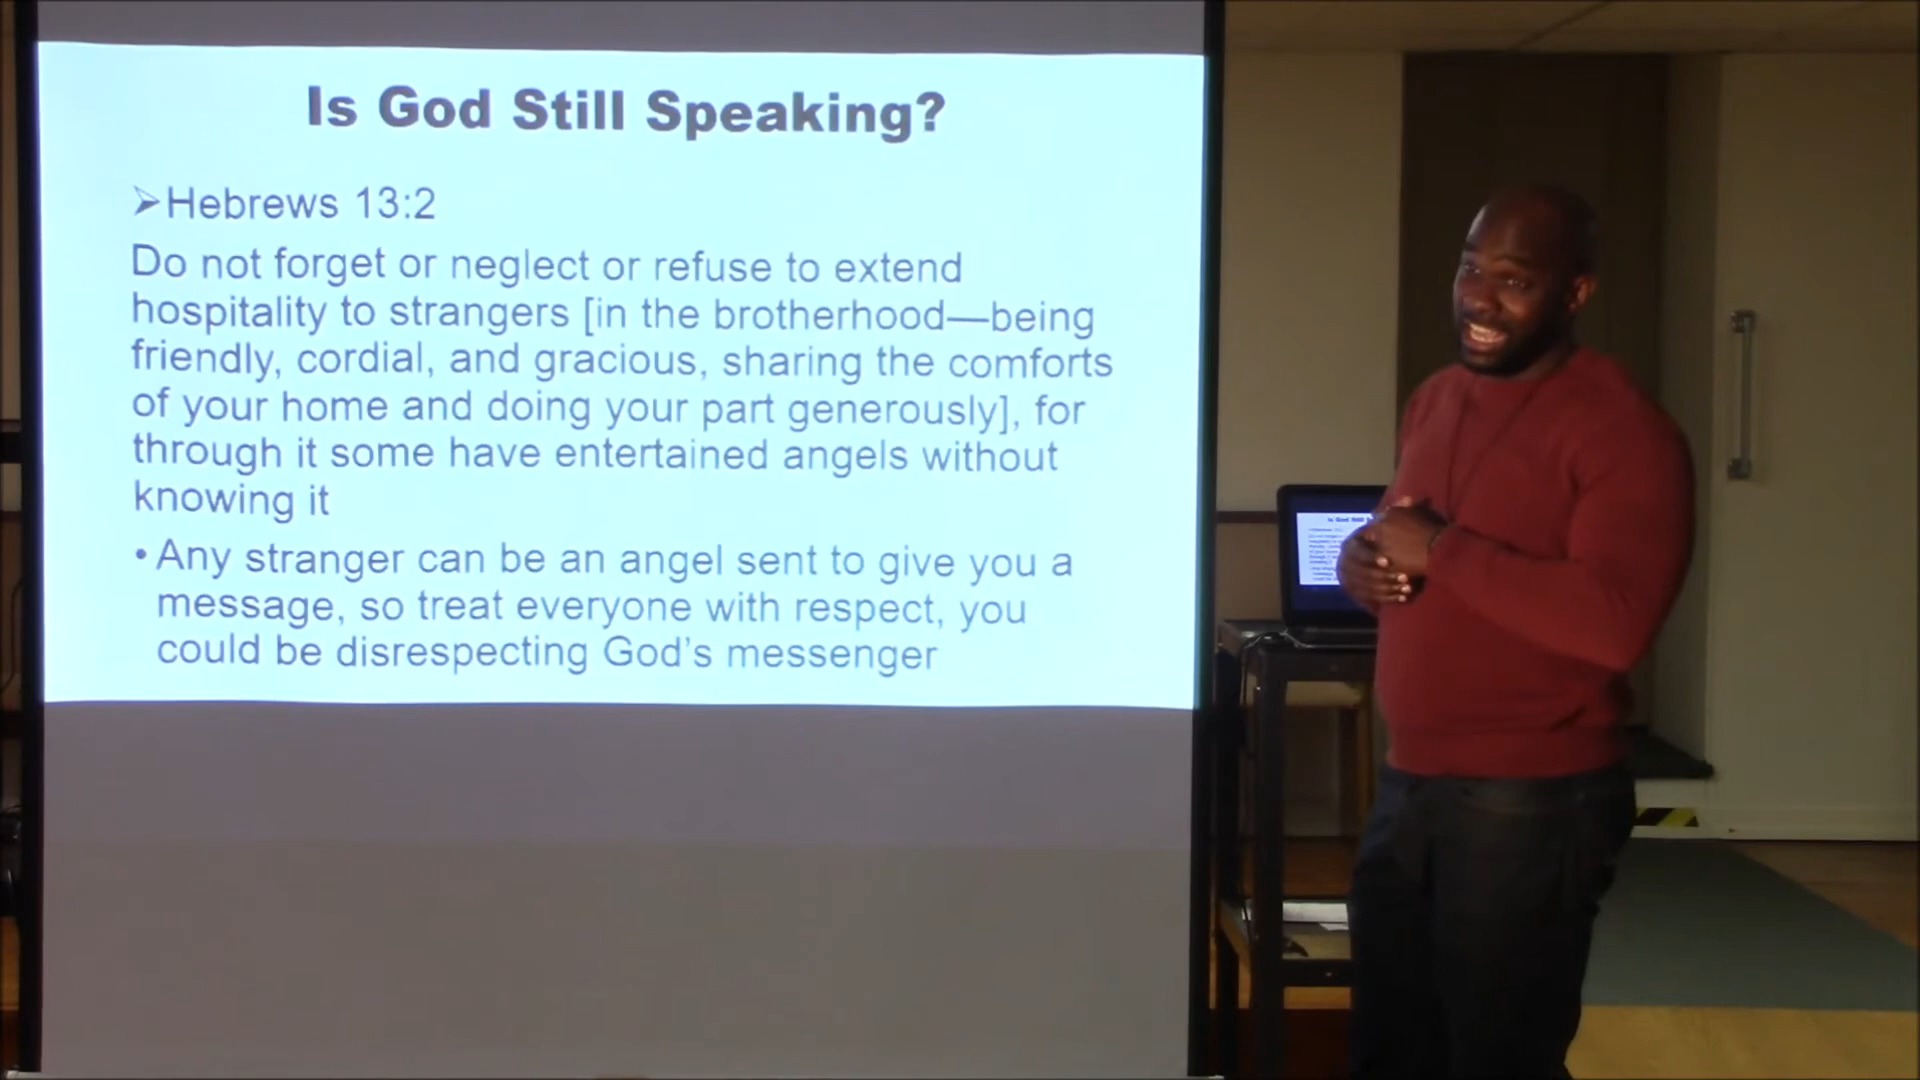 Is God Still Speaking?
➢Hebrews 13:2
Do not forget or neglect or refuse to extend
hospitality to strangers [in the brotherhood—being
friendly, cordial, and gracious, sharing the comforts
of your home and doing your part generously], for
through it some have entertained angels without
knowing it
•Any stranger can be an angel sent to give you a
message, so treat everyone with respect, you
could be disrespecting God's messenger